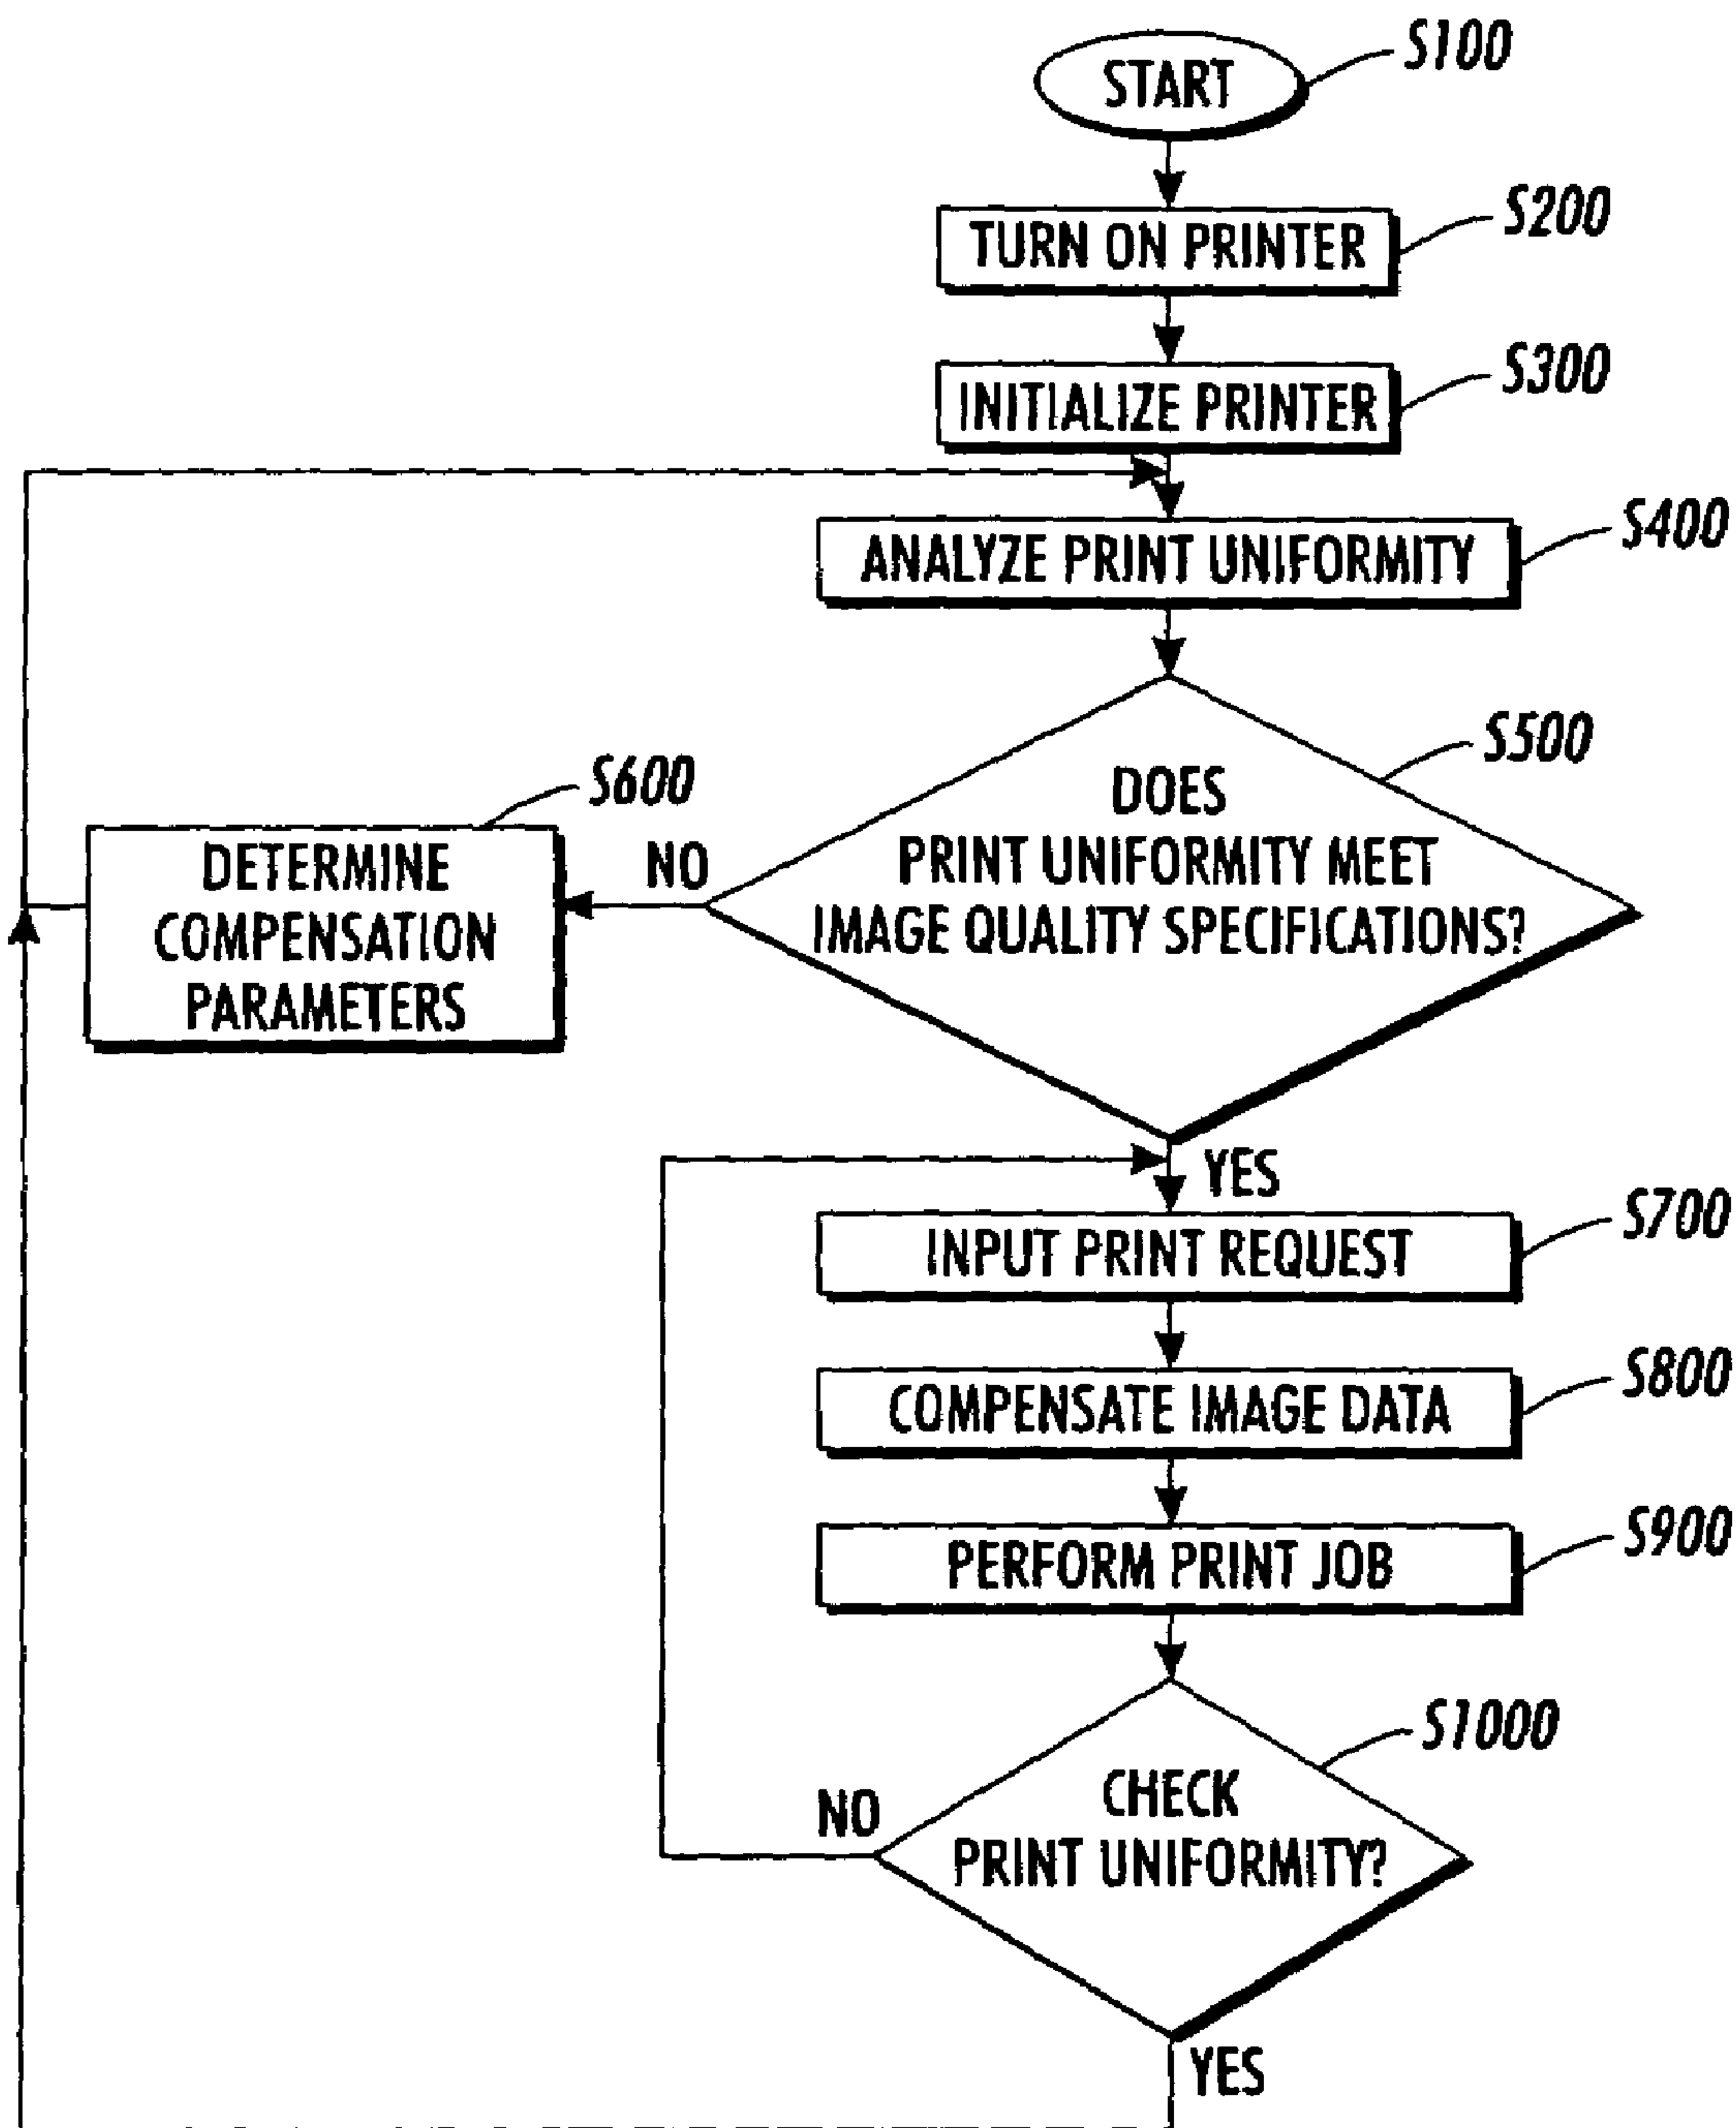 START
S100
TURN ON PRINTER
S200
INITIALIZE PRINTER
S300
ANALYZE PRINT UNIFORMITY
S400
DOES
PRINT UNIFORMITY MEET
IMAGE QUALITY SPECIFICATIONS?
S500
NO
S600
DETERMINE
COMPENSATION
PARAMETERS
YES
INPUT PRINT REQUEST
S700
COMPENSATE IMAGE DATA
S800
PERFORM PRINT JOB
S900
CHECK
PRINT UNIFORMITY?
S1000
NO
YES